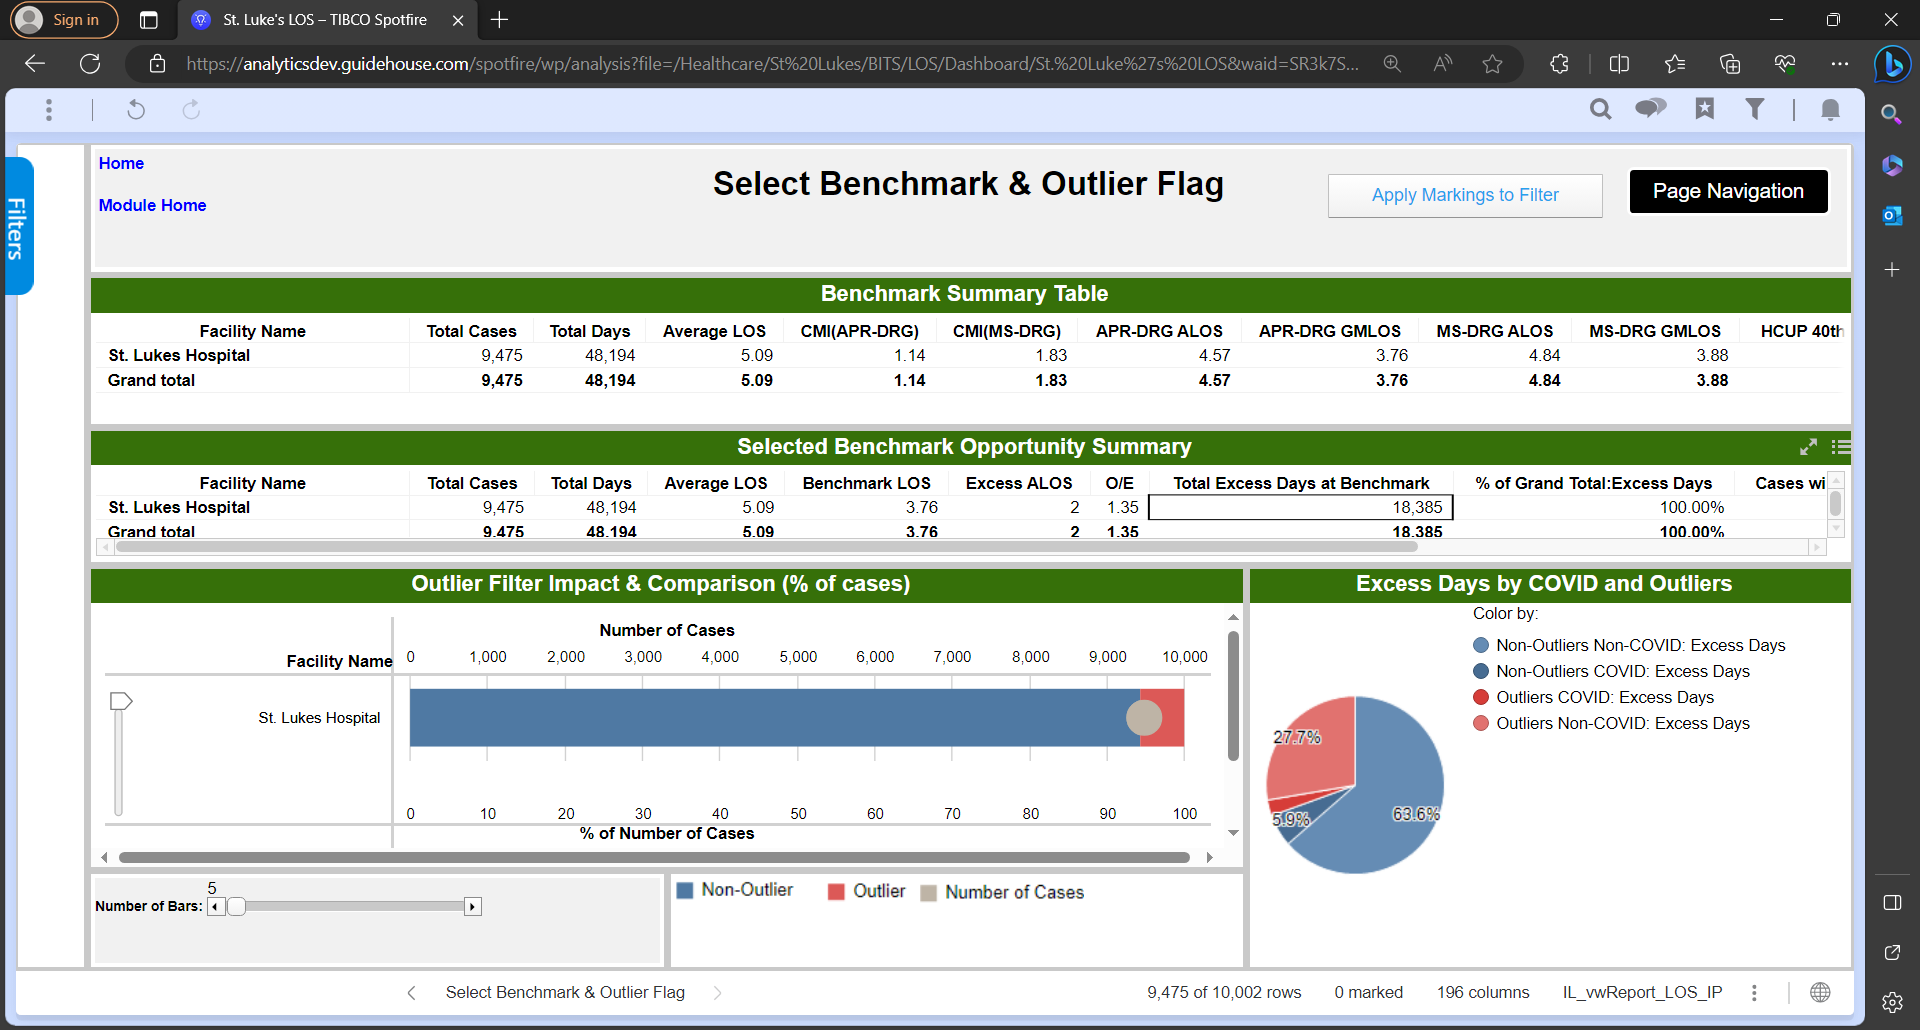 Sign in
St. Luke's LOS – TIBCO Spotfire
https://analyticsdev.guidehouse.com/spotfire/wp/analysis?file=/Healthcare/St%20Lukes/BITS/LOS/Dashboard/St.%20Luke%27s%20LOS&waid=SR3k7S...
Home
Module Home
Select Benchmark & Outlier Flag
Apply Markings to Filter
Page Navigation
Filters
Benchmark Summary Table
Facility Name Total Cases Total Days Average LOS CMI(APR-DRG) CMI(MS-DRG) APR-DRG ALOS APR-DRG GMLOS MS-DRG ALOS MS-DRG GMLOS HCUP 40th
St. Lukes Hospital 9,475 48,194 5.09 1.14 1.83 4.57 3.76 4.84 3.88
Grand total 9,475 48,194 5.09 1.14 1.83 4.57 3.76 4.84 3.88
Selected Benchmark Opportunity Summary
Facility Name Total Cases Total Days Average LOS Benchmark LOS Excess ALOS O/E Total Excess Days at Benchmark % of Grand Total:Excess Days Cases wi
St. Lukes Hospital 9,475 48,194 5.09 3.76 2 1.35 18,385 100.00%
Grand total 9,475 48,194 5.09 3.76 2 1.35 18,385 100.00%
Outlier Filter Impact & Comparison (% of cases)
Number of Cases
Facility Name 0 1,000 2,000 3,000 4,000 5,000 6,000 7,000 8,000 9,000 10,000
St. Lukes Hospital
0 10 20 30 40 50 60 70 80 90 100
% of Number of Cases
Excess Days by COVID and Outliers
Color by:
Non-Outliers Non-COVID: Excess Days
Non-Outliers COVID: Excess Days
Outliers COVID: Excess Days
Outliers Non-COVID: Excess Days
27.7%
5.9%
63.6%
5
Number of Bars:
Non-Outlier Outlier Number of Cases
Select Benchmark & Outlier Flag
9,475 of 10,002 rows 0 marked 196 columns IL_vwReport_LOS_IP